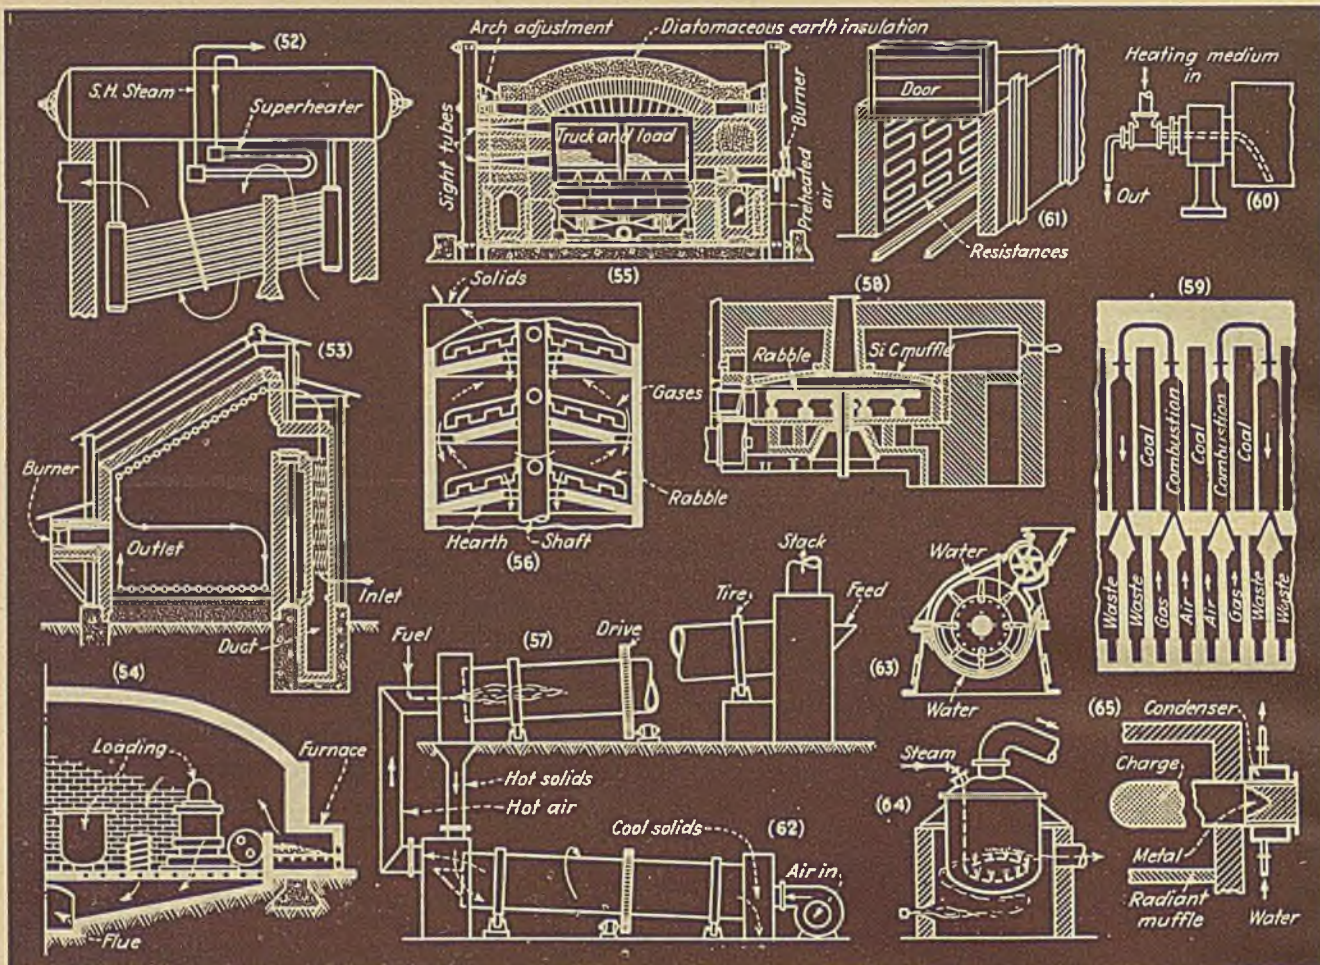 (52)
S.H. Steam
Superheater
Arch adjustment
Diatomaceous earth insulation
Sight tubes
Truck and load
Burner
Preheated
air
(55)
Door
Resistances
(61)
Heating medium
in
Out
(60)
(53)
Burner
Outlet
Inlet
Duct
Solids
Gases
Rabble
Hearth
Shaft
(56)
(58)
Rabble
Si C muffle
(59)
Coal
Combustion
Coal
Combustion
Coal
Waste
Waste
Gas
Air
Air
Gas
Waste
Waste
(54)
Loading
Furnace
Flue
Fuel
(57)
Drive
Tire
Stack
Feed
Hot solids
Hot air
Cool solids
(62)
Air in
Water
(63)
Water
Steam
(64)
(65)
Condenser
Charge
Metal
Radiant
muffle
Water